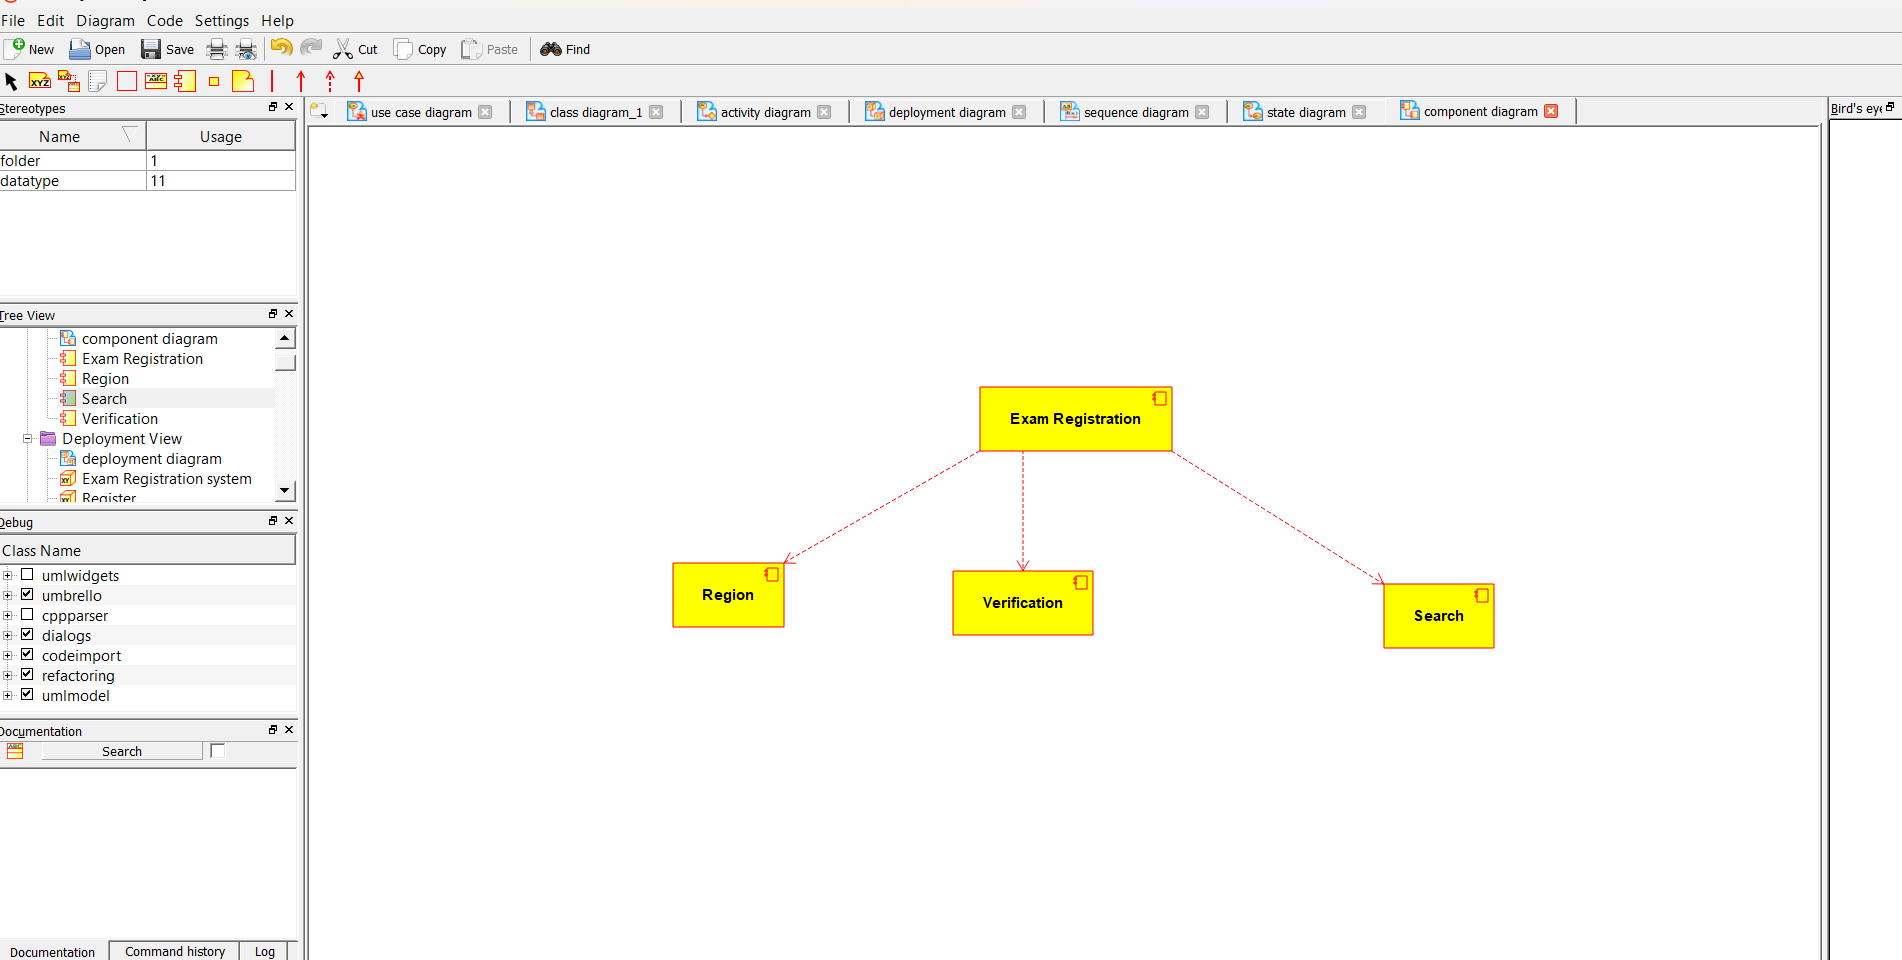 File Edit Diagram Code Settings Help
New Open Save Cut Copy Paste Find
Stereotypes
Name Usage
folder 1
datatype 11
Tree View
component diagram
Exam Registration
Region
Search
Verification
Deployment View
deployment diagram
Exam Registration system
Register
Debug
Class Name
umlwidgets
umbrello
cppparser
dialogs
codeimport
refactoring
umlmodel
Documentation
Search
Documentation Command history Log
use case diagram class diagram_1 activity diagram deployment diagram sequence diagram state diagram component diagram
Exam Registration
Region
Verification
Search
Bird's eye